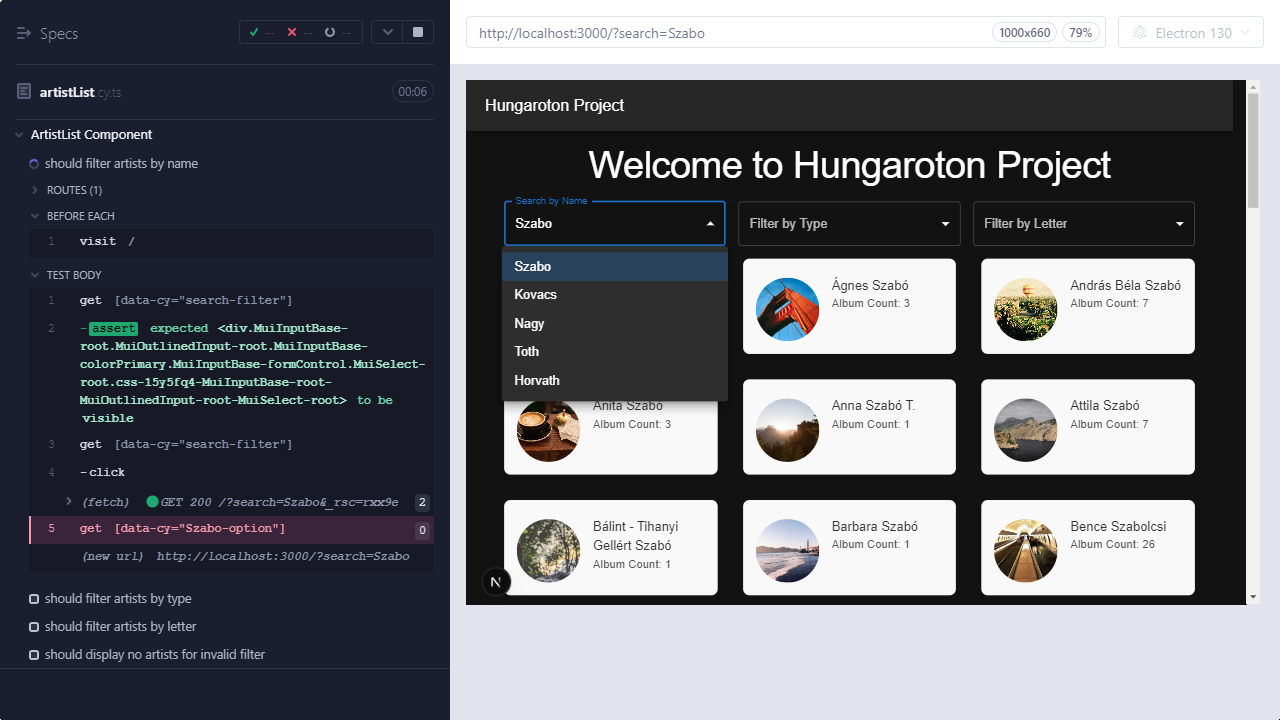 Specs
--
--
--
artistList.cy.ts
00:06
ArtistList Component
should filter artists by name
ROUTES (1)
BEFORE EACH
1 visit /
TEST BODY
1 get [data-cy="search-filter"]
2 -assert expected <div.MuiInputBase-
root.MuiOutlinedInput-root.MuiInputBase-
colorPrimary.MuiInputBase-formControl.MuiSelect-
root.css-15y5fq4-MuiInputBase-root-
MuiOutlinedInput-root-MuiSelect-root> to be
visible
3 get [data-cy="search-filter"]
4 -click
(fetch) GET 200 /?search=Szabo&_rsc=rxx9e 2
5 get [data-cy="Szabo-option"] 0
(new url) http://localhost:3000/?search=Szabo
should filter artists by type
should filter artists by letter
should display no artists for invalid filter
http://localhost:3000/?search=Szabo
1000x660
79%
Electron 130
Hungaroton Project
Welcome to Hungaroton Project
Search by Name
Szabo
Filter by Type
Filter by Letter
Szabo
Kovacs
Nagy
Toth
Horvath
Ágnes Szabó
Album Count: 3
András Béla Szabó
Album Count: 7
Anita Szabó
Album Count: 3
Anna Szabó T.
Album Count: 1
Attila Szabó
Album Count: 7
Bálint - Tihanyi
Gellért Szabó
Album Count: 1
Barbara Szabó
Album Count: 1
Bence Szabolcsi
Album Count: 26
N